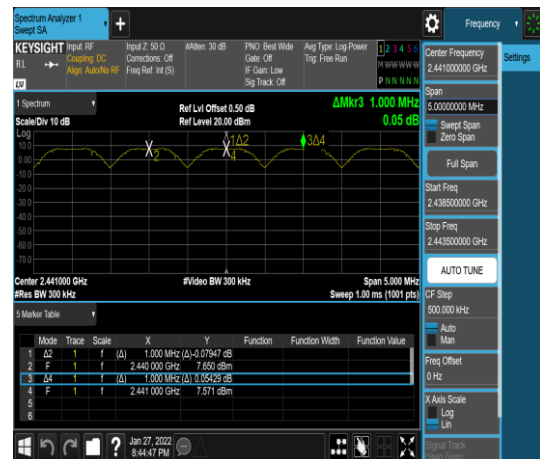 Spectrum Analyzer 1
Swept SA
+
Frequency
KEYSIGHT
RL
Input: RF
Coupling: DC
Align: Auto/No RF
Input Z: 50 Ω
Corrections: Off
Freq Ref: Int (S)
#Atten: 30 dB
PNO: Best Wide
Gate: Off
IF Gain: Low
Sig Track: Off
Avg Type: Log-Power
Trig: Free Run
1 2 3 4 5 6
M W W W W W
P N N N N N
LXI
Center Frequency
2.441000000 GHz
Settings
Span
5.00000000 MHz
Swept Span
Zero Span
Full Span
Start Freq
2.438500000 GHz
Stop Freq
2.443500000 GHz
AUTO TUNE
CF Step
500.000 kHz
Auto
Man
Freq Offset
0 Hz
X Axis Scale
Log
Lin
Signal Track
(Span Zoom)
1 Spectrum
Scale/Div 10 dB
Ref Lvl Offset 0.50 dB
Ref Level 20.00 dBm
ΔMkr3 1.000 MHz
0.05 dB
Log
10.0
0.00
-10.0
-20.0
-30.0
-40.0
-50.0
-60.0
-70.0
X2
1Δ2
X4
3Δ4
Center 2.441000 GHz
#Res BW 300 kHz
#Video BW 300 kHz
Span 5.000 MHz
Sweep 1.00 ms (1001 pts)
5 Marker Table
Mode Trace Scale X Y Function Function Width Function Value
1 Δ2 1 f (Δ) 1.000 MHz (Δ) -0.07947 dB
2 F 1 f 2.440 000 GHz 7.650 dBm
3 Δ4 1 f (Δ) 1.000 MHz (Δ) 0.05429 dB
4 F 1 f 2.441 000 GHz 7.571 dBm
5
6
?
Jan 27, 2022
8:44:47 PM